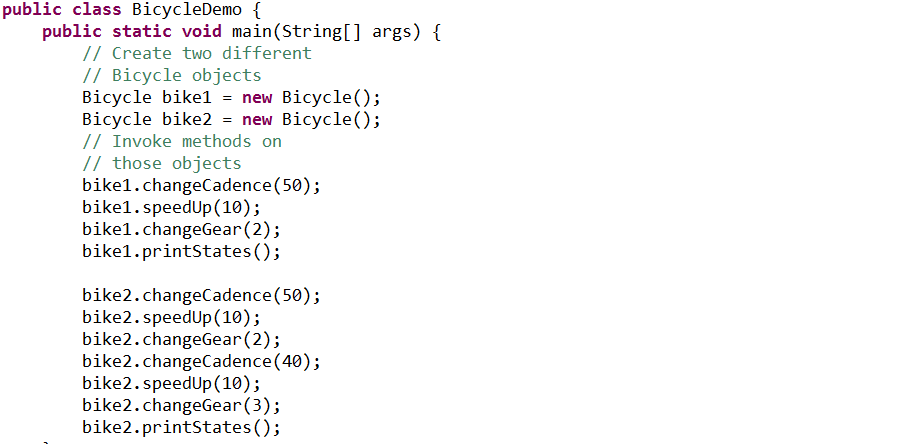 public class BicycleDemo {
    public static void main(String[] args) {
        // Create two different
        // Bicycle objects
        Bicycle bike1 = new Bicycle();
        Bicycle bike2 = new Bicycle();
        // Invoke methods on
        // those objects
        bike1.changeCadence(50);
        bike1.speedUp(10);
        bike1.changeGear(2);
        bike1.printStates();

        bike2.changeCadence(50);
        bike2.speedUp(10);
        bike2.changeGear(2);
        bike2.changeCadence(40);
        bike2.speedUp(10);
        bike2.changeGear(3);
        bike2.printStates();